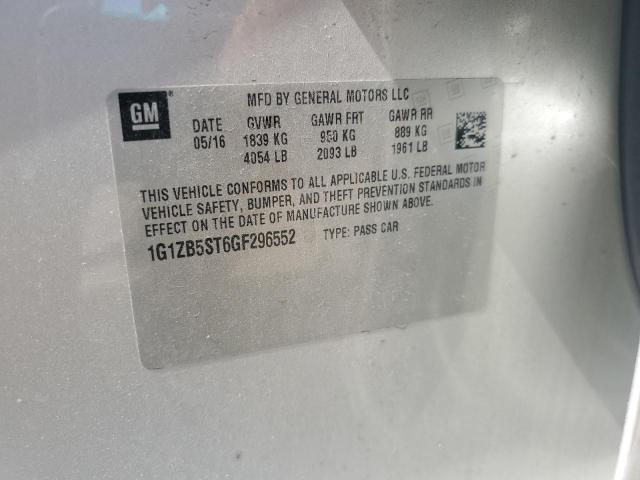 GM
MFD BY GENERAL MOTORS LLC
DATE GVWR GAWR FRT GAWR RR
05/16 1839 KG 950 KG 889 KG
4054 LB 2093 LB 1961 LB
THIS VEHICLE CONFORMS TO ALL APPLICABLE U.S. FEDERAL MOTOR
VEHICLE SAFETY, BUMPER, AND THEFT PREVENTION STANDARDS IN
EFFECT ON THE DATE OF MANUFACTURE SHOWN ABOVE.
1G1ZB5ST6GF296552 TYPE: PASS CAR